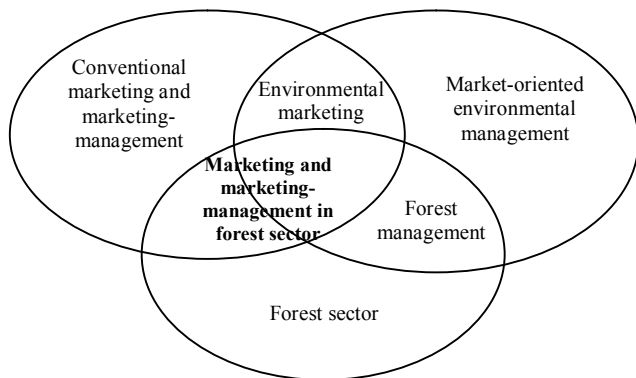 Conventional
marketing and
marketing-
management
Environmental
marketing
Market-oriented
environmental
management
Marketing and
marketing-
management in
forest sector
Forest
management
Forest sector